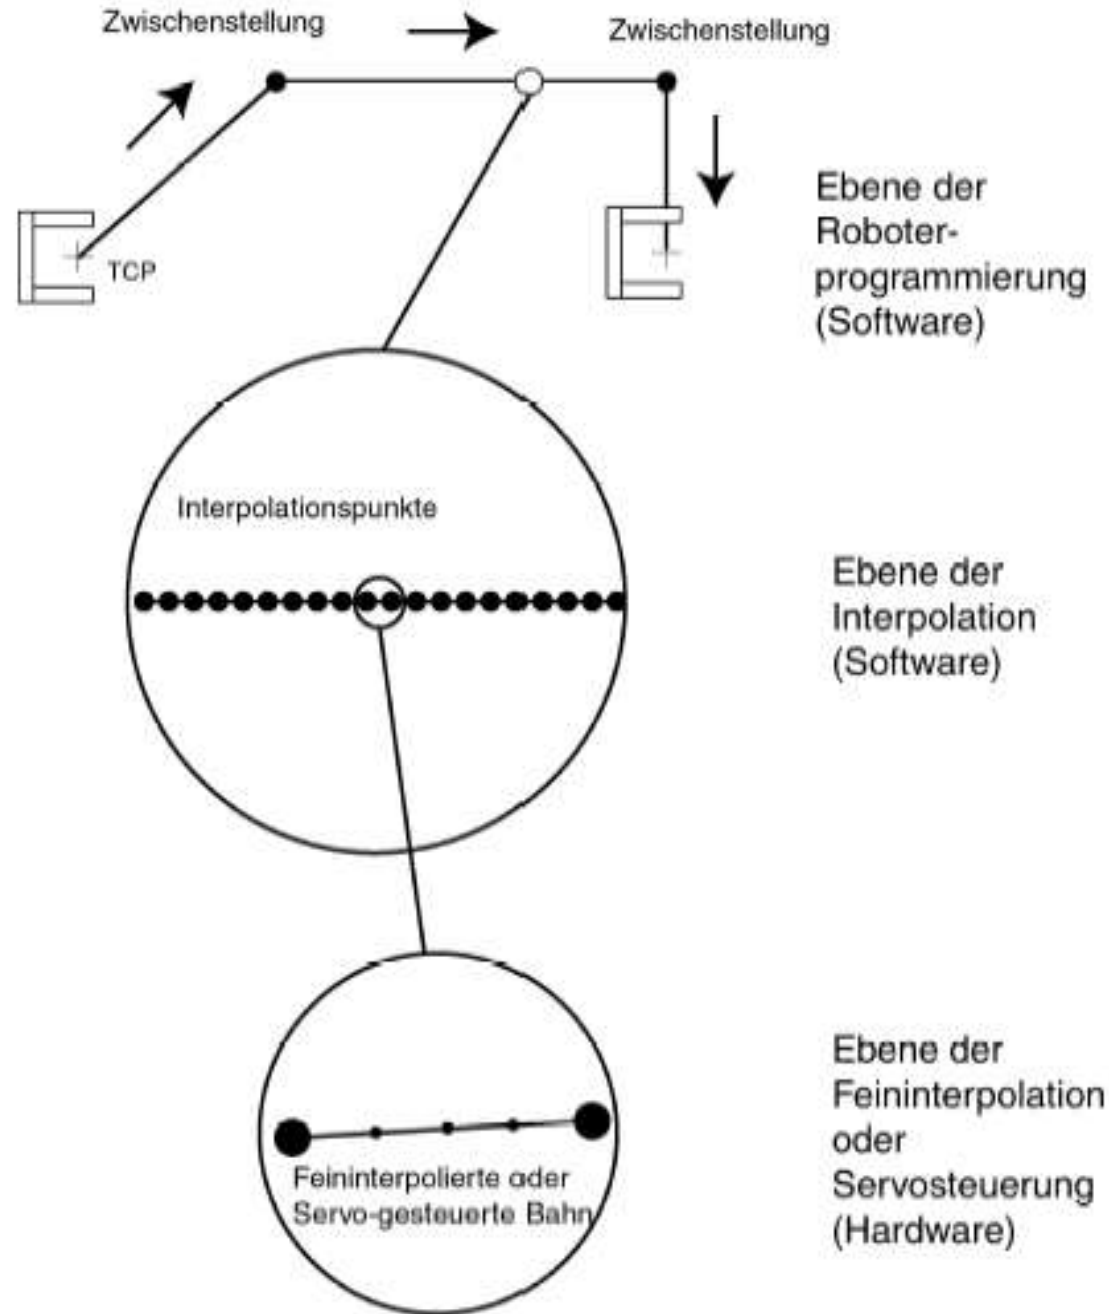 Zwischenstellung
Zwischenstellung
TCP
Ebene der
Roboter-
programmierung
(Software)
Interpolationspunkte
Ebene der
Interpolation
(Software)
Feininterpolierte oder
Servo-gesteuerte Bahn
Ebene der
Feininterpolation
oder
Servosteuerung
(Hardware)